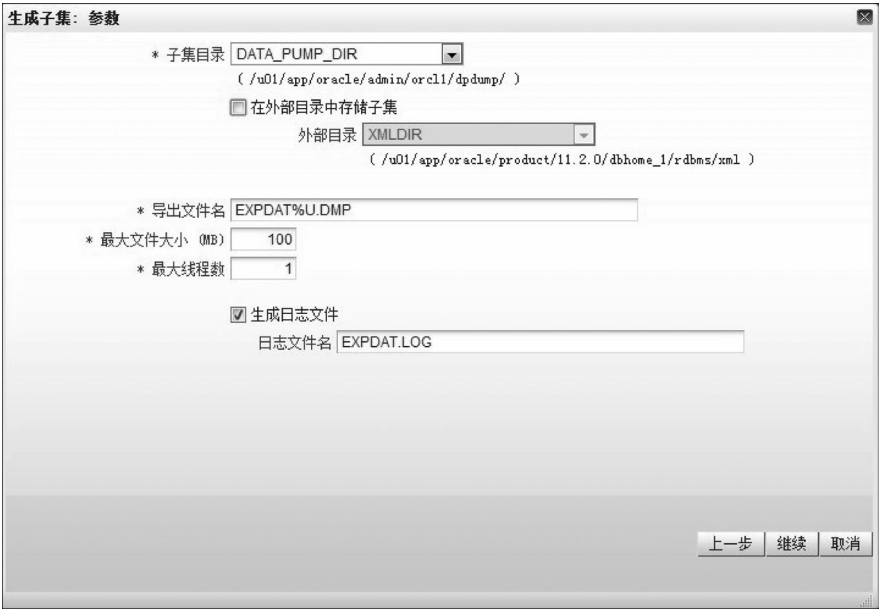 生成子集: 参数
* 子集目录 DATA_PUMP_DIR
( /u01/app/oracle/admin/orcl1/dpdump/ )
在外部目录中存储子集
外部目录 XMLDIR
( /u01/app/oracle/product/11.2.0/dbhome_1/rdbms/xml )
* 导出文件名 EXPDAT%U.DMP
* 最大文件大小 (MB) 100
* 最大线程数 1
生成日志文件
日志文件名 EXPDAT.LOG
上一步 继续 取消